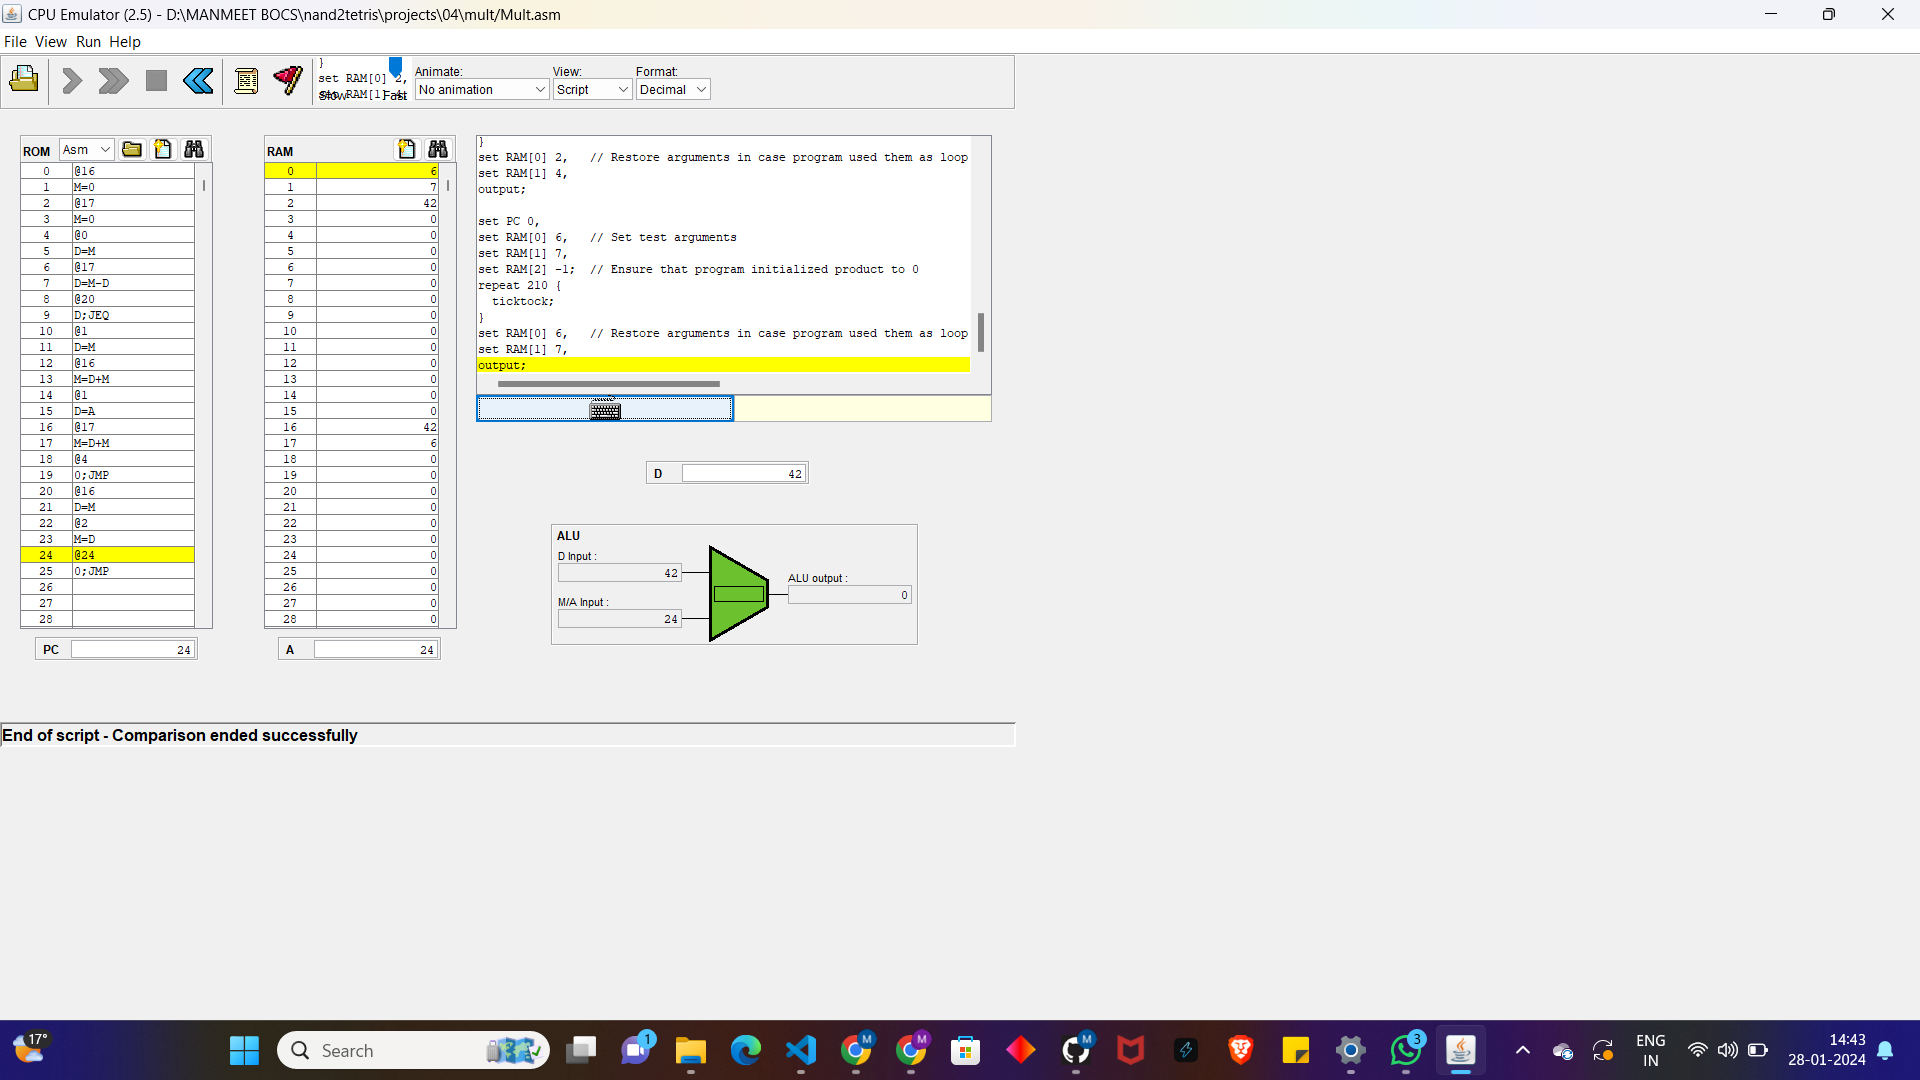 CPU Emulator (2.5) - D:\MANMEET BOCS\nand2tetris\projects\04\mult/Mult.asm
File View Run Help
}
set RAM[0] 2,
Slow Fast
Animate:
No animation
View:
Script
Format:
Decimal
ROM Asm
0 @16
1 M=0
2 @17
3 M=0
4 @0
5 D=M
6 @17
7 D=M-D
8 @20
9 D;JEQ
10 @1
11 D=M
12 @16
13 M=D+M
14 @1
15 D=A
16 @17
17 M=D+M
18 @4
19 0;JMP
20 @16
21 D=M
22 @2
23 M=D
24 @24
25 0;JMP
26
27
28
PC 24
RAM
0 6
1 7
2 42
3 0
4 0
5 0
6 0
7 0
8 0
9 0
10 0
11 0
12 0
13 0
14 0
15 0
16 42
17 6
18 0
19 0
20 0
21 0
22 0
23 0
24 0
25 0
26 0
27 0
28 0
A 24
}
set RAM[0] 2,   // Restore arguments in case program used them as loop
set RAM[1] 4,
output;
set PC 0,
set RAM[0] 6,   // Set test arguments
set RAM[1] 7,
set RAM[2] -1;  // Ensure that program initialized product to 0
repeat 210 {
ticktock;
}
set RAM[0] 6,   // Restore arguments in case program used them as loop
set RAM[1] 7,
output;
D 42
ALU
D Input :
42
M/A Input :
24
ALU output :
0
End of script - Comparison ended successfully
17°
Search
1
M
M
M
3
ENG
IN
14:43
28-01-2024